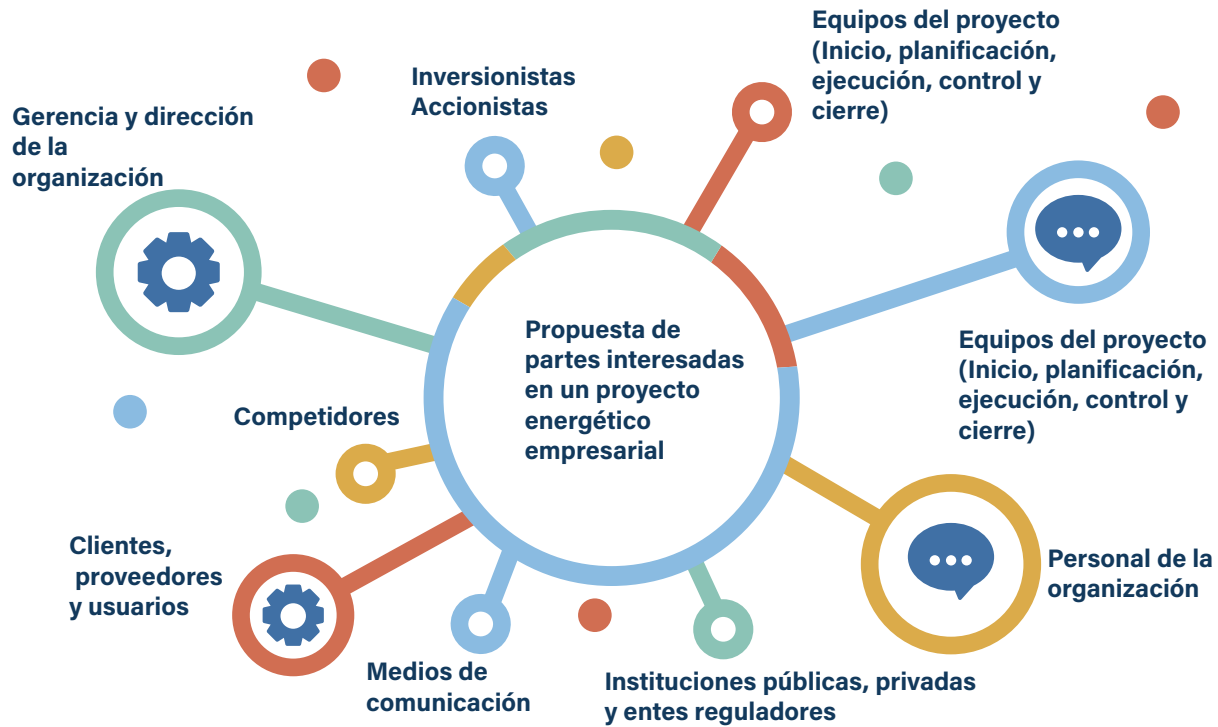 Equipos del proyecto
(Inicio, planificación,
ejecución, control y
cierre)
Inversionistas
Accionistas
Gerencia y dirección
de la
organización
Propuesta de
partes interesadas
en un proyecto
energético
empresarial
Equipos del proyecto
(Inicio, planificación,
ejecución, control y
cierre)
Competidores
Clientes,
proveedores
y usuarios
Personal de la
organización
Medios de
comunicación
Instituciones públicas, privadas
y entes reguladores